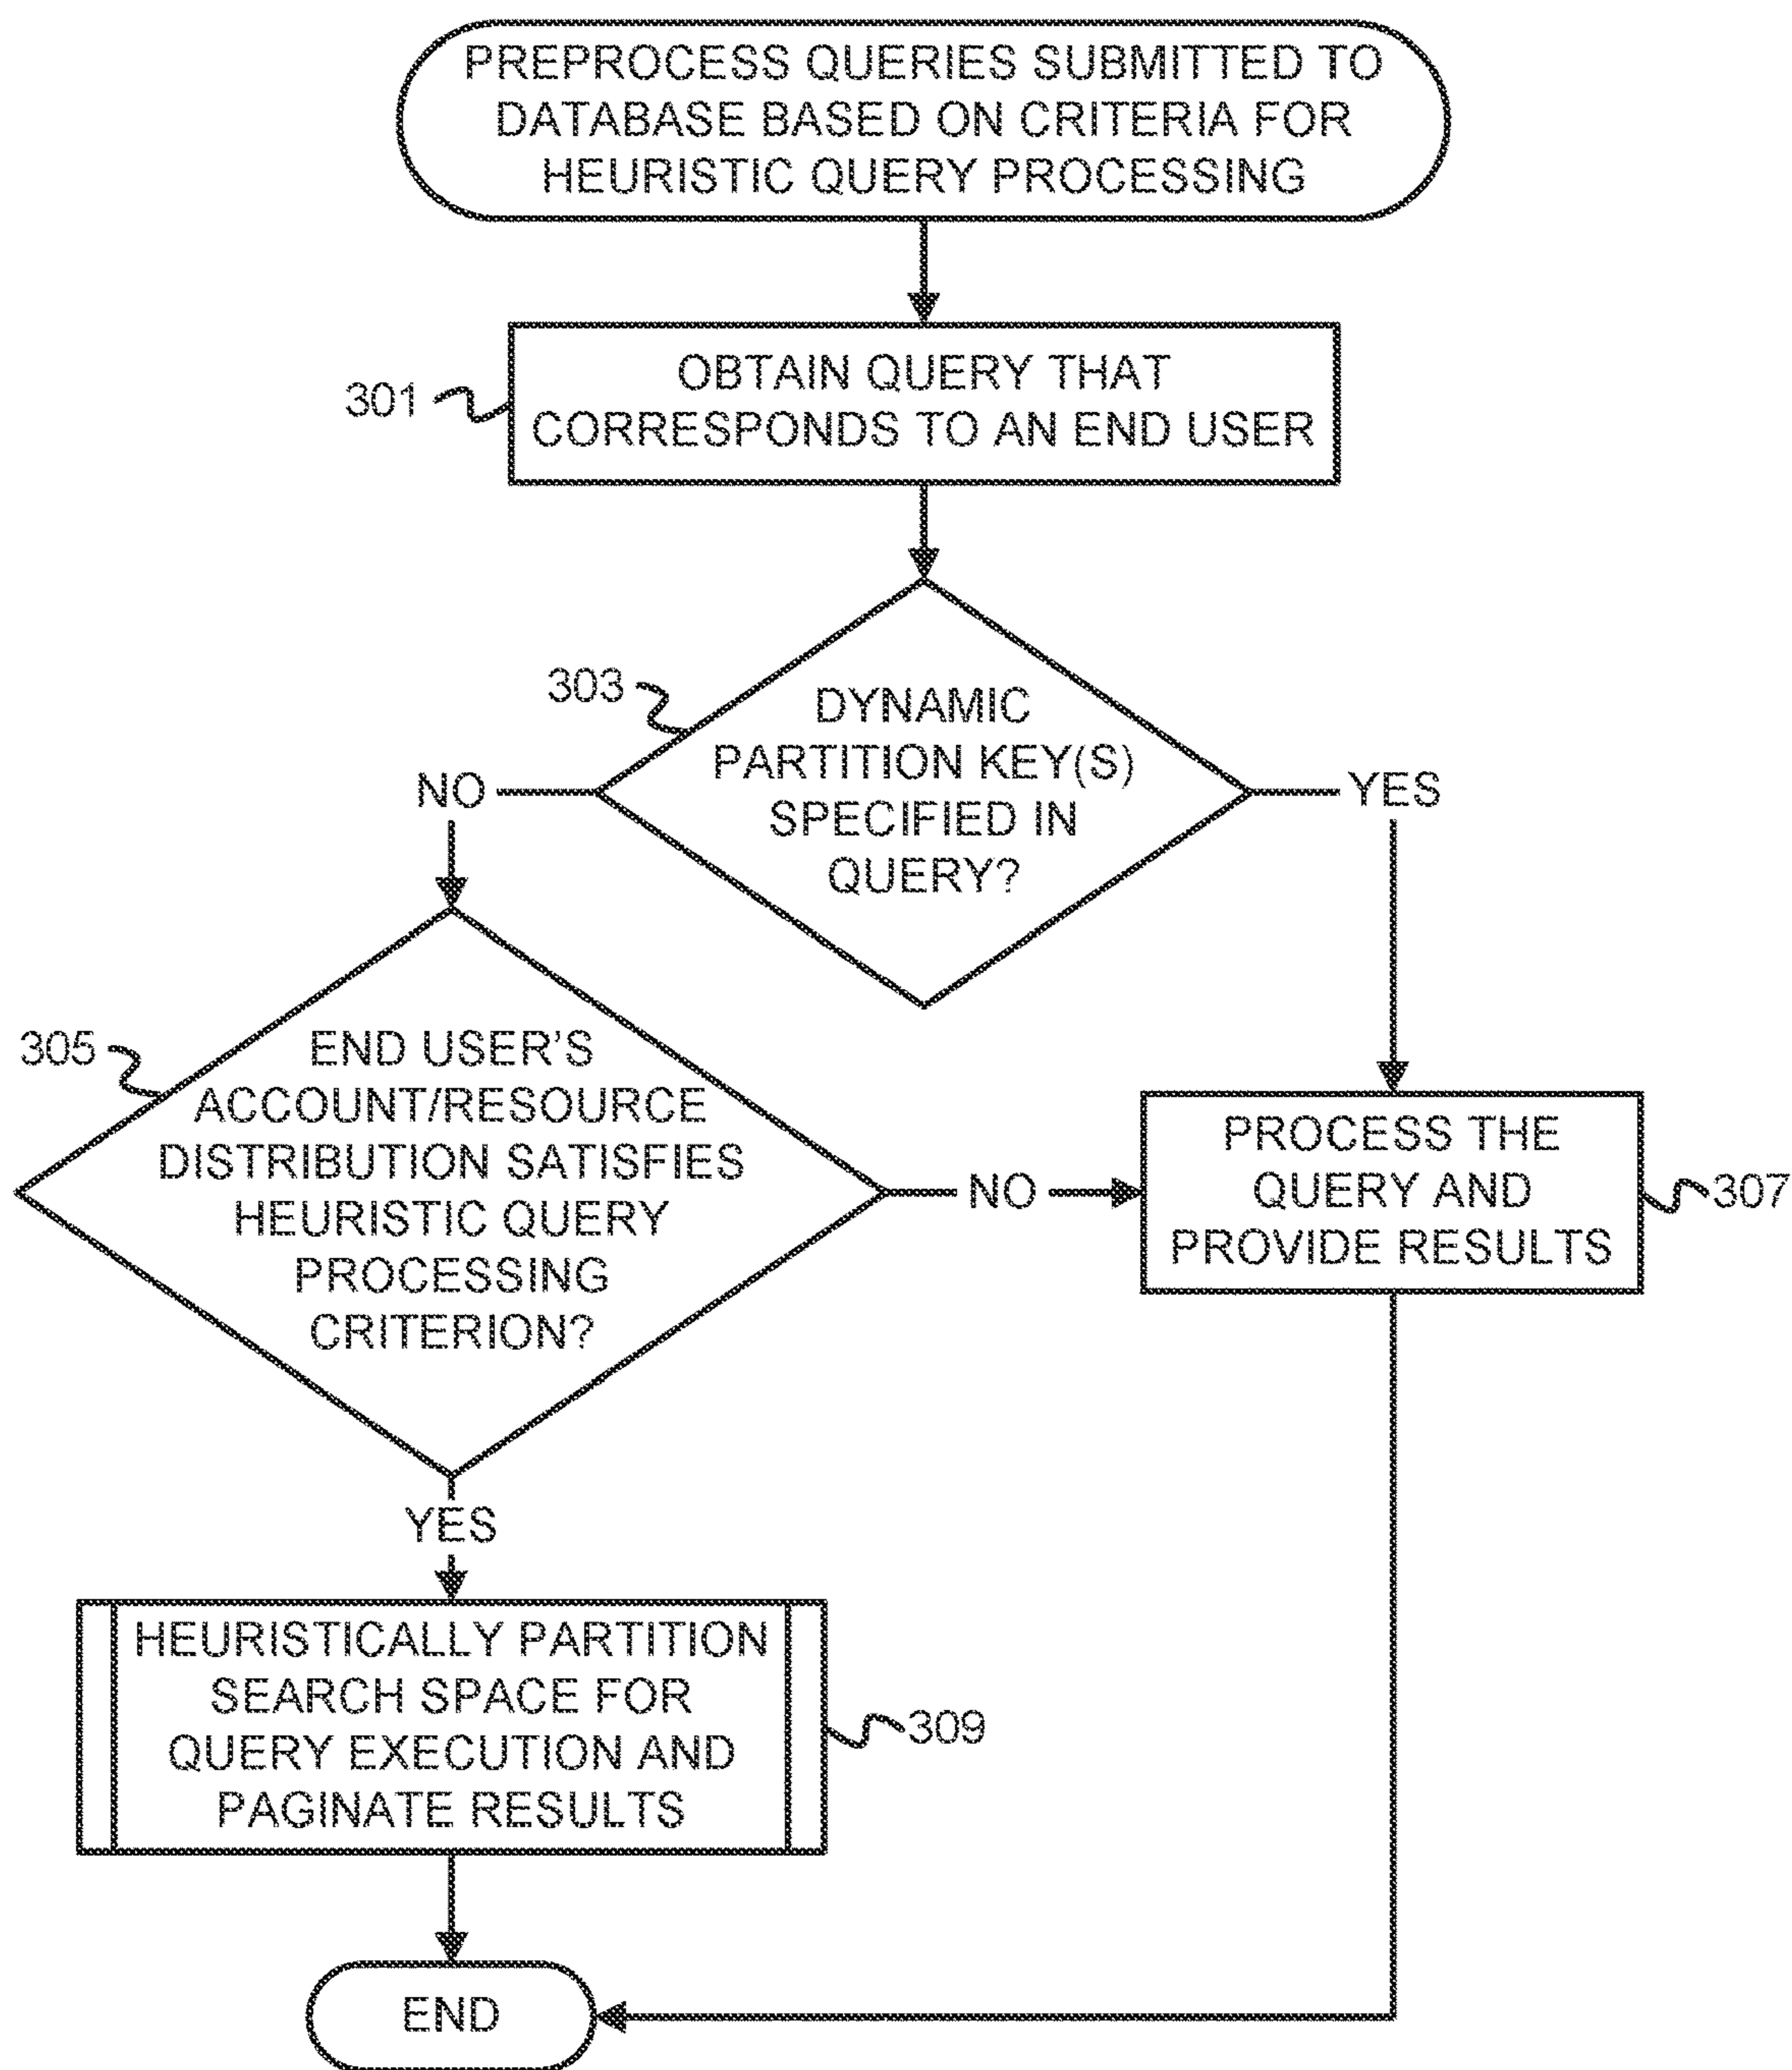 PREPROCESS QUERIES SUBMITTED TO
DATABASE BASED ON CRITERIA FOR
HEURISTIC QUERY PROCESSING
301
OBTAIN QUERY THAT
CORRESPONDS TO AN END USER
303
DYNAMIC
PARTITION KEY(S)
SPECIFIED IN
QUERY?
NO
YES
305
END USER'S
ACCOUNT/RESOURCE
DISTRIBUTION SATISFIES
HEURISTIC QUERY
PROCESSING
CRITERION?
NO
PROCESS THE
QUERY AND
PROVIDE RESULTS
307
YES
HEURISTICALLY PARTITION
SEARCH SPACE FOR
QUERY EXECUTION AND
PAGINATE RESULTS
309
END